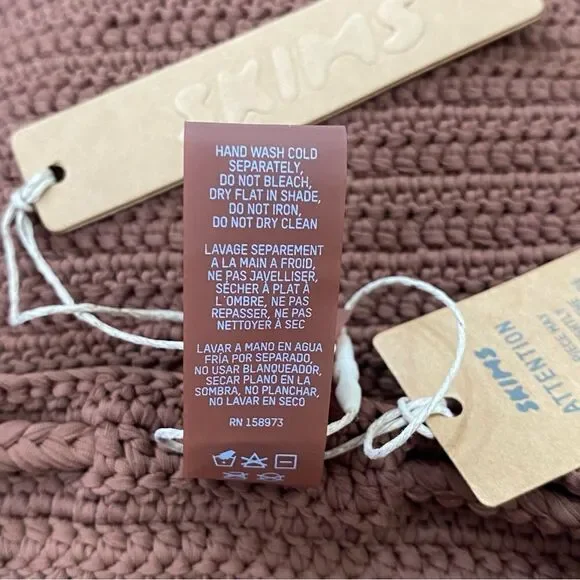 SKIMS
HAND WASH COLD
SEPARATELY,
DO NOT BLEACH,
DRY FLAT IN SHADE,
DO NOT IRON,
DO NOT DRY CLEAN
LAVAGE SEPAREMENT
A LA MAIN A FROID,
NE PAS JAVELLISER,
SÉCHER À PLAT À
L'OMBRE, NE PAS
REPASSER, NE PAS
NETTOYER À SEC
LAVAR A MANO EN AGUA
FRÍA POR SEPARADO,
NO USAR BLANQUEADOR,
SECAR PLANO EN LA
SOMBRA, NO PLANCHAR,
NO LAVAR EN SECO
RN 158973
SKIMS
ATTENTION